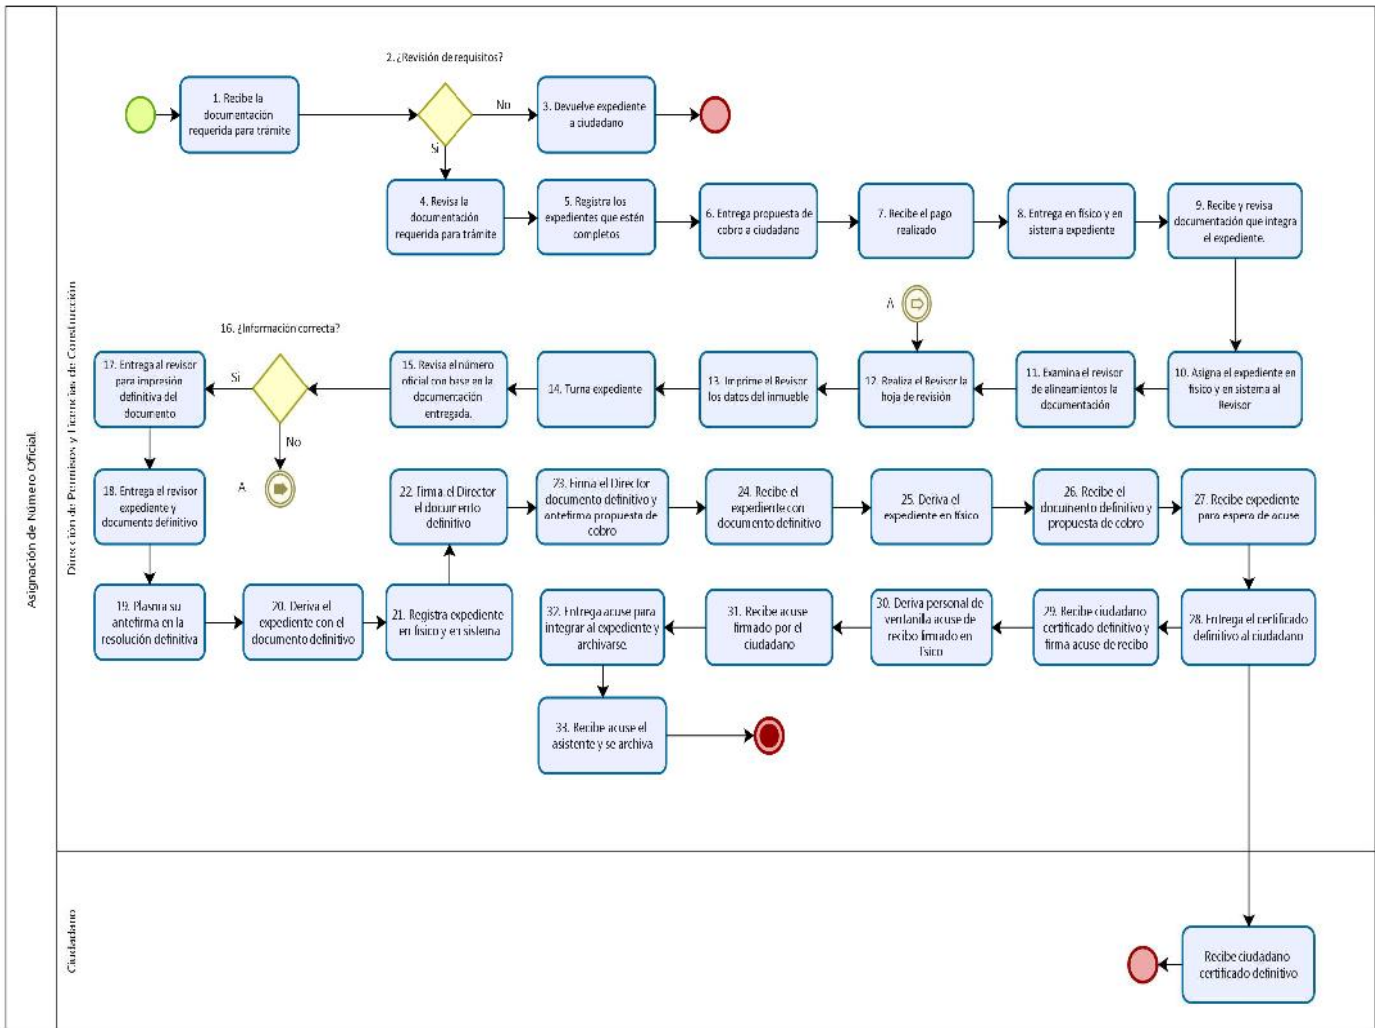 Asignación de Número Oficial.
Dirección de Permisos y Licencias de Construcción
2. ¿Revisión de requisitos?
1. Recibe la
documentación
requerida para trámite
No
3. Devuelve expediente
a ciudadano
Si
4. Revisa la
documentación
requerida para trámite
5. Registra los
expedientes que estén
completos
6. Entrega propuesta de
cobro a ciudadano
7. Recibe el pago
realizado
8. Entrega en físico y en
sistema expediente
9. Recibe y revisa
documentación que integra
el expediente.
A
16. ¿Información correcta?
17. Entrega al revisor
para impresión
definitiva del
documento
Si
No
A
15. Revisa el número
oficial con base en la
documentación
entregada.
14. Turna expediente
13. Imprime el Revisor
los datos del inmueble
12. Realiza el Revisor la
hoja de revisión
11. Examina el revisor
de alineamientos la
documentación
10. Asigna el expediente en
físico y en sistema al
Revisor
18. Entrega el revisor
expediente y
documento definitivo
22. Firma el Director
el documento
definitivo
23. Firma el Director
documento definitivo y
antefirma propuesta de
cobro
24. Recibe el
expediente con
documento definitivo
25. Deriva el
expediente en físico
26. Recibe el
documento definitivo y
propuesta de cobro
27. Recibe expediente
para espera de acuse
19. Plasma su
antefirma en la
resolución definitiva
20. Deriva el
expediente con el
documento definitivo
21. Registra expediente
en físico y en sistema
32. Entrega acuse para
integrar al expediente y
archivarse.
31. Recibe acuse
firmado por el
ciudadano
30. Deriva personal de
ventanilla acuse de
recibo firmado en
físico
29. Recibe ciudadano
certificado definitivo y
firma acuse de recibo
28. Entrega el certificado
definitivo al ciudadano
33. Recibe acuse el
asistente y se archiva
Ciudadano
Recibe ciudadano
certificado definitivo